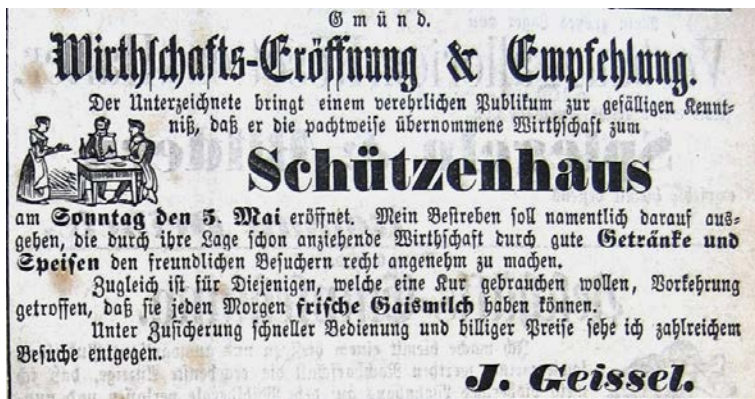 Gmünd.
Wirthschafts-Eröffnung & Empfehlung.
Der Unterzeichnete bringt einem verehrlichen Publikum zur gefälligen Kennt-
niß, daß er die pachtweise übernommene Wirthschaft zum
Schützenhaus
am Sonntag den 5. Mai eröffnet. Mein Bestreben soll namentlich darauf aus-
gehen, die durch ihre Lage schon anziehende Wirthschaft durch gute Getränke und
Speisen den freundlichen Besuchern recht angenehm zu machen.
Zugleich ist für Diejenigen, welche eine Kur gebrauchen wollen, Vorkehrung
getroffen, daß sie jeden Morgen frische Gaismilch haben können.
Unter Zusicherung schneller Bedienung und billiger Preise sehe ich zahlreichem
Besuche entgegen.
J. Geissel.